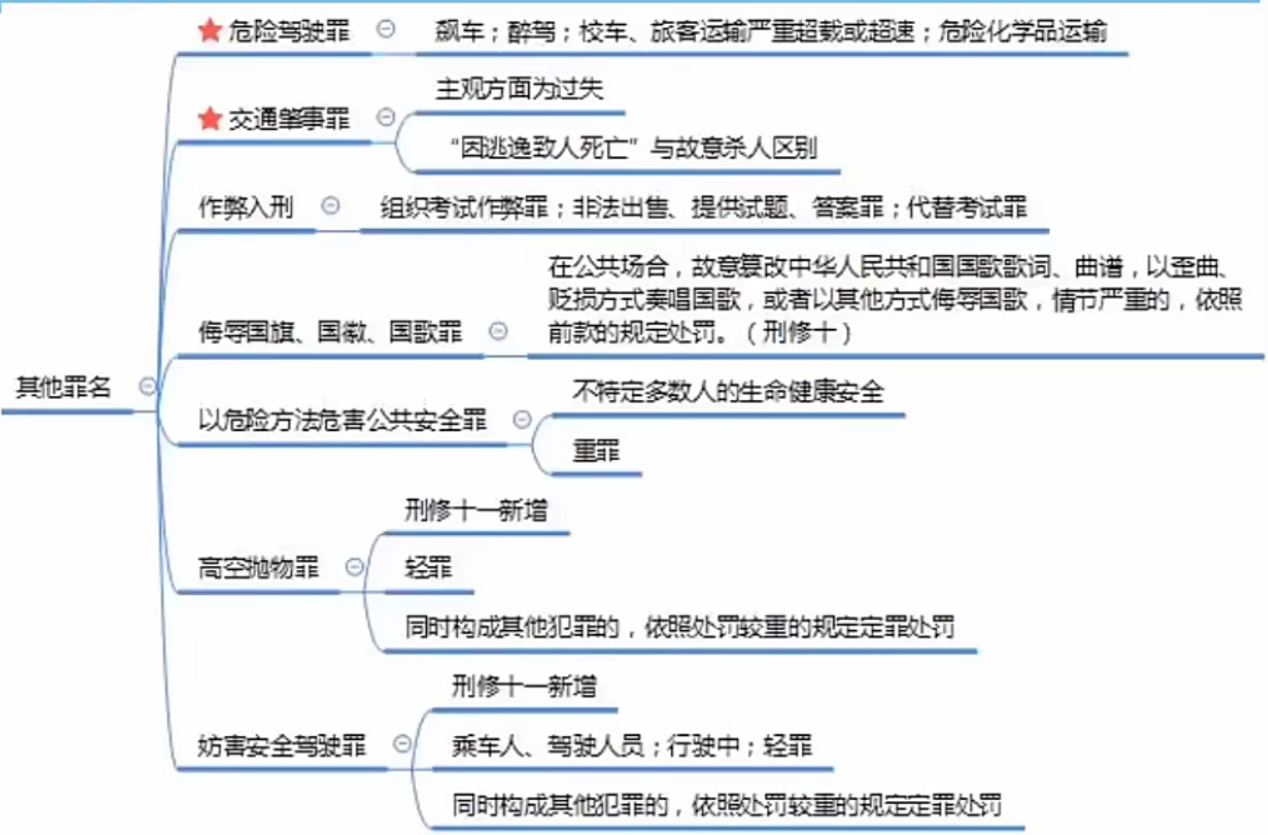 危险驾驶罪
飙车；醉驾；校车、旅客运输严重超载或超速；危险化学品运输
交通肇事罪
主观方面为过失
“因逃逸致人死亡”与故意杀人区别
作弊入刑
组织考试作弊罪；非法出售、提供试题、答案罪；代替考试罪
侮辱国旗、国徽、国歌罪
在公共场合，故意篡改中华人民共和国国歌歌词、曲谱，以歪曲、
贬损方式奏唱国歌，或者以其他方式侮辱国歌，情节严重的，依照
前款的规定处罚。（刑修十）
其他罪名
以危险方法危害公共安全罪
不特定多数人的生命健康安全
重罪
高空抛物罪
刑修十一新增
轻罪
同时构成其他犯罪的，依照处罚较重的规定定罪处罚
妨害安全驾驶罪
刑修十一新增
乘车人、驾驶人员；行驶中；轻罪
同时构成其他犯罪的，依照处罚较重的规定定罪处罚